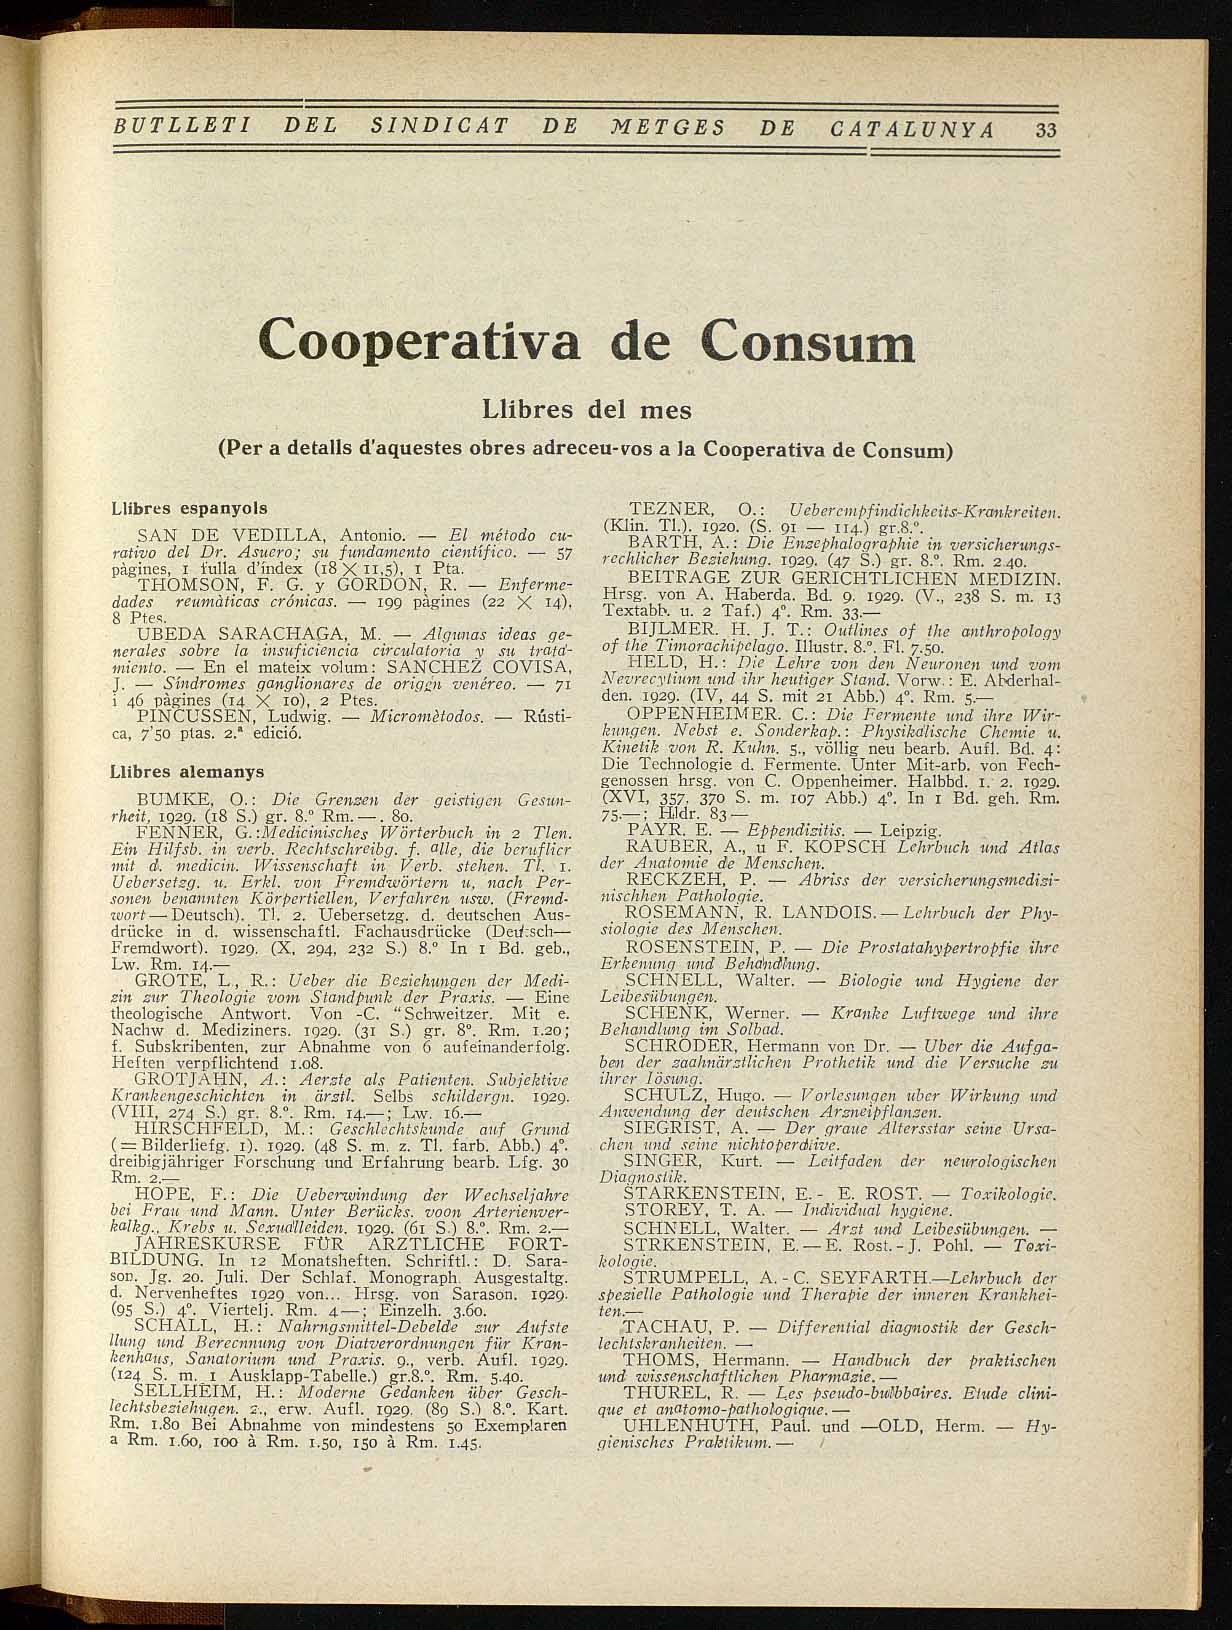 BUTLLETI DEL SINDICAT DE METGES DE CATALUNYA 33
Cooperativa de Consum
Llibres del mes
(Per a detalls d'aquestes obres adreceu-vos a la Cooperativa de Consum)
Llibres espanyols
SAN DE VEDILLA, Antonio. — El método cu-
rativo del Dr. Asuero; su fundamento científico. — 57
pàgines, 1 fulla d'índex (18 × 11,5), 1 Pta.
THOMSON, F. G. y GORDON, R. — Enferme-
dades reumàticas crónicas. — 199 pàgines (22 × 14),
8 Ptes.
UBEDA SARACHAGA, M. — Algunas ideas ge-
nerales sobre la insuficiencia circulatoria y su trata-
miento. — En el mateix volum: SANCHEZ COVISA,
J. — Síndromes ganglionares de origen venéreo. — 71
i 46 pàgines (14 × 10), 2 Ptes.
PINCUSSEN, Ludwig. — Micromètodos. — Rústi-
ca, 7'50 ptas. 2.ª edició.
Llibres alemanys
BUMKE, O.: Die Grenzen der geistigen Gesun-
rheit, 1929. (18 S.) gr. 8.º Rm. —. 80.
FENNER, G.:Medicinisches Wörterbuch in 2 Tlen.
Ein Hilfsb. in verb. Rechtschreibg. f. alle, die beruflicr
mit d. medicin. Wissenschaft in Verb. stehen. Tl. 1.
Uebersetzg. u. Erkl. von Fremdwörtern u, nach Per-
sonen benannten Körpertiellen, Verfahren usw. (Fremd-
wort — Deutsch). Tl. 2. Uebersetzg. d. deutschen Aus-
drücke in d. wissenschaftl. Fachausdrücke (Deutsch—
Fremdwort). 1929. (X, 294, 232 S.) 8.º In 1 Bd. geb.,
Lw. Rm. 14.—
GROTE, L., R.: Ueber die Beziehungen der Medi-
zin zur Theologie vom Standpunk der Praxis. — Eine
theologische Antwort. Von -C. "Schweitzer. Mit e.
Nachw d. Mediziners. 1929. (31 S.) gr. 8º. Rm. 1.20;
f. Subskribenten, zur Abnahme von 6 aufeinanderfolg.
Heften verpflichtend 1.08.
GROTJAHN, A.: Aerzte als Patienten. Subjektive
Krankengeschichten in ärztl. Selbs schildergn. 1929.
(VIII, 274 S.) gr. 8.º. Rm. 14.—; Lw. 16.—
HIRSCHFELD, M.: Geschlechtskunde auf Grund
(= Bilderliefg. 1). 1929. (48 S. m. z. Tl. farb. Abb.) 4º.
dreibigjähriger Forschung und Erfahrung bearb. Lfg. 30
Rm. 2.—
HOPE, F.: Die Ueberwindung der Wechseljahre
bei Frau und Mann. Unter Berücks. voon Arterienver-
kalkg., Krebs u. Sexualleiden. 1929. (61 S.) 8.º. Rm. 2.—
JAHRESKURSE FÜR ARZTLICHE FORT-
BILDUNG. In 12 Monatsheften. Schriftl.: D. Sara-
son. Jg. 20. Juli. Der Schlaf. Monograph. Ausgestaltg.
d. Nervenheftes 1929 von... Hrsg. von Sarason. 1929.
(95 S.) 4º. Viertelj. Rm. 4—; Einzelh. 3.60.
SCHALL, H.: Nahrngsmittel-Debelde zur Aufste
llung und Berecnnung von Diatverordnungen für Kran-
kenhaus, Sanatorium und Praxis. 9., verb. Aufl. 1929.
(124 S. m. 1 Ausklapp-Tabelle.) gr.8.º. Rm. 5.40.
SELLHEIM, H.: Moderne Gedanken über Gesch-
lechtsbeziehugen. 2., erw. Aufl. 1929. (89 S.) 8.º. Kart.
Rm. 1.80 Bei Abnahme von mindestens 50 Exemplaren
a Rm. 1.60, 100 à Rm. 1.50, 150 à Rm. 1.45.
TEZNER, O.: Ueberempfindichkeits-Krankreiten.
(Klin. Tl.). 1920. (S. 91 — 114.) gr.8.º.
BARTH, A.: Die Enzephalographie in versicherungs-
rechlicher Beziehung. 1929. (47 S.) gr. 8.º. Rm. 2.40.
BEITRAGE ZUR GERICHTLICHEN MEDIZIN.
Hrsg. von A. Haberda. Bd. 9. 1929. (V., 238 S. m. 13
Textabb. u. 2 Taf.) 4º. Rm. 33.—
BIJLMER. H. J. T.: Outlines of the anthropology
of the Timorachipclago. Illustr. 8.º. Fl. 7.50.
HELD, H.: Die Lehre von den Neuronen und vom
Nevrecytium und ihr heutiger Stand. Vorw.: E. Abderhal-
den. 1929. (IV, 44 S. mit 21 Abb.) 4º. Rm. 5.—
OPPENHEIMER. C.: Die Fermente und ihre Wir-
kungen. Nebst e. Sonderkap.: Physikalische Chemie u.
Kinetik von R. Kuhn. 5., völlig neu bearb. Aufl. Bd. 4:
Die Technologie d. Fermente. Unter Mit-arb. von Fech-
genossen hrsg. von C. Oppenheimer. Halbbd. 1. 2. 1929.
(XVI, 357, 370 S. m. 107 Abb.) 4º. In 1 Bd. geh. Rm.
75.—; Hldr. 83—
PAYR. E. — Eppendizitis. — Leipzig.
RAUBER, A., u F. KOPSCH Lehrbuch und Atlas
der Anatomie de Menschen.
RECKZEH, P. — Abriss der versicherungsmedizi-
nischhen Pathologie.
ROSEMANN, R. LANDOIS. — Lehrbuch der Phy-
siologie des Menschen.
ROSENSTEIN, P. — Die Prostatahypertropfie ihre
Erkenung und Behandlung.
SCHNELL, Walter. — Biologie und Hygiene der
Leibesübungen.
SCHENK, Werner. — Kranke Luftwege und ihre
Behandlung im Solbad.
SCHRÖDER, Hermann von Dr. — Uber die Aufga-
ben der zaahnärztlichen Prothetik und die Versuche zu
ihrer lösung.
SCHULZ, Hugo. — Vorlesungen uber Wirkung und
Anwendung der deutschen Arzneipflanzen.
SIEGRIST, A. — Der graue Altersstar seine Ursa-
chen und seine nichtoperative.
SINGER, Kurt. — Leitfaden der neurologischen
Diagnostik.
STARKENSTEIN, E. - E. ROST. — Toxikologie.
STOREY, T. A. — Individual hygiene.
SCHNELL, Walter. — Arzt und Leibesübungen. —
STRKENSTEIN, E. — E. Rost. - J. Pohl. — Toxi-
kologie.
STRUMPELL, A. - C. SEYFARTH.—Lehrbuch der
spezielle Pathologie und Therapie der inneren Krankhei-
ten.—
TACHAU, P. — Differential diagnostik der Gesch-
lechtskranheiten. —
THOMS, Hermann. — Handbuch der praktischen
und wissenschaftlichen Pharmazie. —
THUREL, R. — Les pseudo-bulbbaires. Etude clini-
que et anatomo-pathologique. —
UHLENHUTH, Paul. und —OLD, Herm. — Hy-
gienisches Praktikum. —